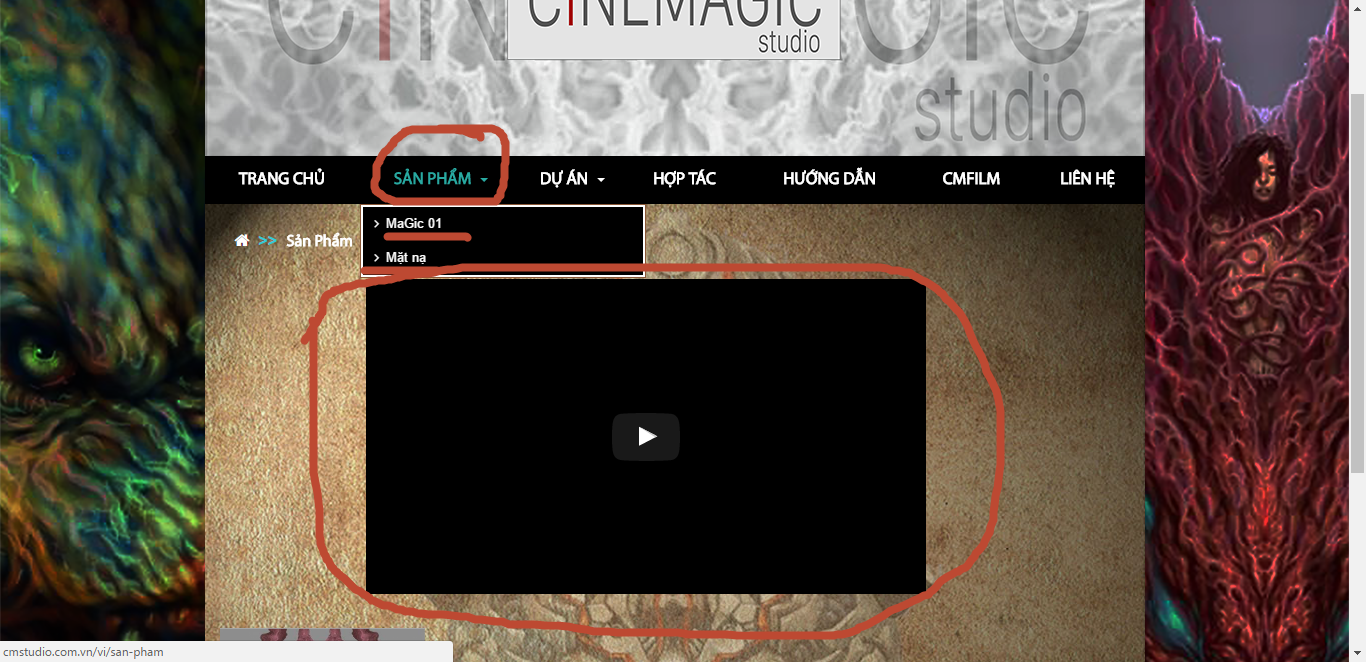 CiNEMAGIC
studio
studio
TRANG CHỦ SẢN PHẨM DỰ ÁN HỢP TÁC HƯỚNG DẪN CMFILM LIÊN HỆ
MaGic 01
>> Sản Phẩm
Mặt nạ
cmstudio.com.vn/vi/san-pham